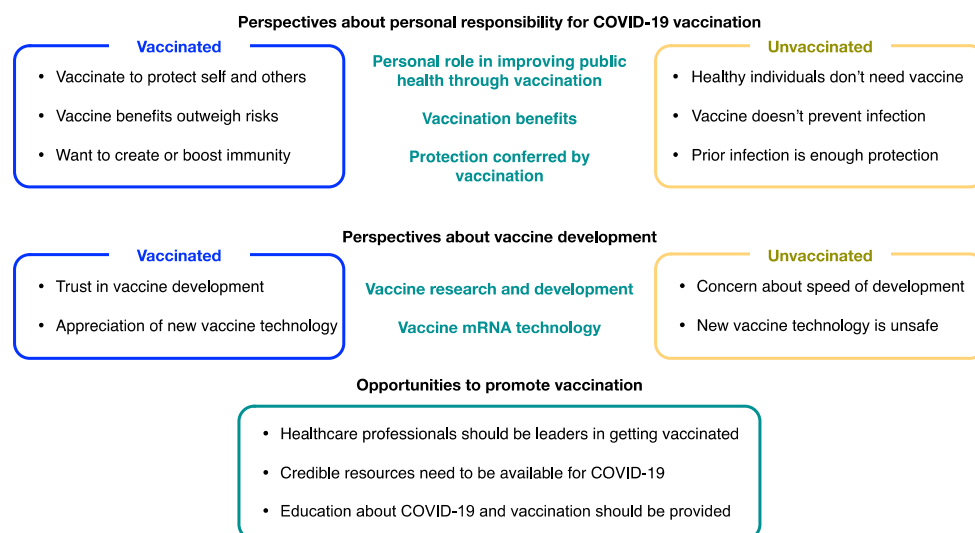 Perspectives about personal responsibility for COVID-19 vaccination
Vaccinated
• Vaccinate to protect self and others
• Vaccine benefits outweigh risks
• Want to create or boost immunity
Personal role in improving public
health through vaccination
Vaccination benefits
Protection conferred by
vaccination
Unvaccinated
• Healthy individuals don’t need vaccine
• Vaccine doesn’t prevent infection
• Prior infection is enough protection
Perspectives about vaccine development
Vaccinated
• Trust in vaccine development
• Appreciation of new vaccine technology
Vaccine research and development
Vaccine mRNA technology
Unvaccinated
• Concern about speed of development
• New vaccine technology is unsafe
Opportunities to promote vaccination
• Healthcare professionals should be leaders in getting vaccinated
• Credible resources need to be available for COVID-19
• Education about COVID-19 and vaccination should be provided